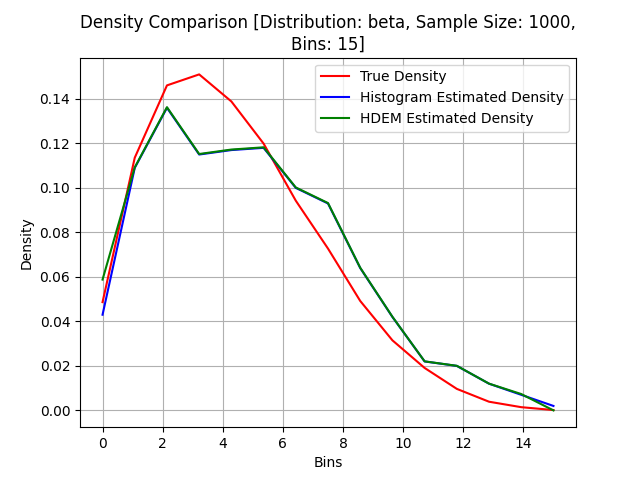 Density Comparison [Distribution: beta, Sample Size: 1000,
Bins: 15]
True Density
Histogram Estimated Density
HDEM Estimated Density
Density
0.14
0.12
0.10
0.08
0.06
0.04
0.02
0.00
0 2 4 6 8 10 12 14
Bins